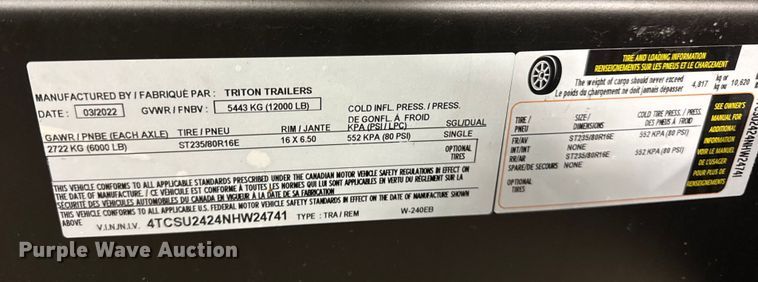 MANUFACTURED BY / FABRIQUÉ PAR : TRITON TRAILERS
DATE : 03/2022 GVWR / PNBV : 5443 KG (12000 LB)
GAWR / PNBE (EACH AXLE) TIRE / PNEU RIM / JANTE COLD INFL. PRESS. / PRESS. DE GONFL. À FROID KPA (PSI / LPC) SGL/DUAL
2722 KG (6000 LB) ST235/80R16E 16 X 6.50 552 KPA (80 PSI) SINGLE
OPTIONAL
TIRES
THIS VEHICLE CONFORMS TO ALL APPLICABLE STANDARDS PRESCRIBED UNDER THE CANADIAN MOTOR VEHICLE SAFETY REGULATIONS IN EFFECT ON
THE DATE OF MANUFACTURE / CE VÉHICULE EST CONFORME À TOUTES LES NORMES QUI LUI SONT APPLICABLES EN VERTU DU RÈGLEMENT SUR LA
SÉCURITÉ DES VÉHICULES AUTOMOBILES DU CANADA EN VIGUEUR À LA DATE DE SA FABRICATION
THIS VEHICLE CONFORMS TO ALL APPLICABLE U.S. FEDERAL MOTOR VEHICLE SAFETY STANDARDS IN EFFECT ON THE DATE OF MANUFACTURE SHOWN
ABOVE
V.I.N./N.I.V. 4TCSU2424NHW24741 TYPE : TRA / REM W-240EB
TIRE AND LOADING INFORMATION
RENSEIGNEMENTS SUR LES PNEUS ET LE CHARGEMENT
The weight of cargo should never exceed
Le poids du chargement ne doit jamais dépasser
4,817 kg or kg ou 10,620
TIRE / PNEU SIZE / DIMENSIONS COLD TIRE PRESS. / PRESS. DES PNEUS À FROID
FR/AV ST235/80R16E 552 KPA (80 PSI)
INT NONE
RR/AR ST235/80R16E 552 KPA (80 PSI)
SPARE/DE SECOURS NONE
OPTIONAL
TIRES
SEE OWNER'S
MANUAL FOR
ADDITIONAL
INFORMATION
VOIR LE MANUEL
DE L'USAGER
POUR PLUS DE
RENSEIGNEMENTS
Purple Wave Auction